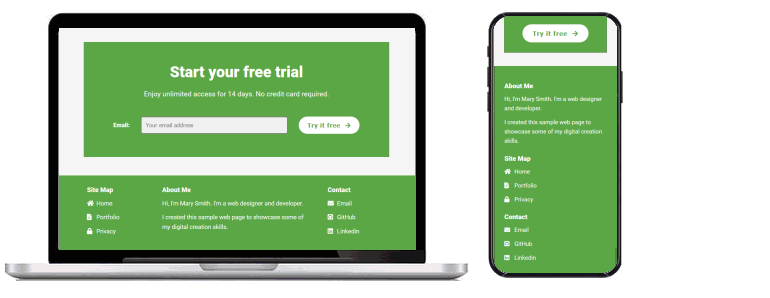 Start your free trial
Enjoy unlimited access for 14 days. No credit card required.
Email:
Your email address
Try it free
Site Map
Home
Portfolio
Privacy
About Me
Hi, I'm Mary Smith. I'm a web designer and developer.
I created this sample web page to showcase some of
my digital creation skills.
Contact
Email
GitHub
Linkedin
Try it free
About Me
Hi, I'm Mary Smith. I'm a web designer
and developer.
I created this sample web page to
showcase some of my digital creation
skills.
Site Map
Home
Portfolio
Privacy
Contact
Email
GitHub
Linkedin